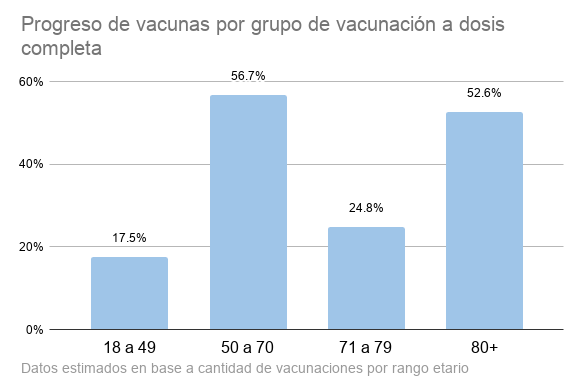 Progreso de vacunas por grupo de vacunación a dosis
completa
60%
40%
20%
0%
17.5%
56.7%
24.8%
52.6%
18 a 49
50 a 70
71 a 79
80+
Datos estimados en base a cantidad de vacunaciones por rango etario